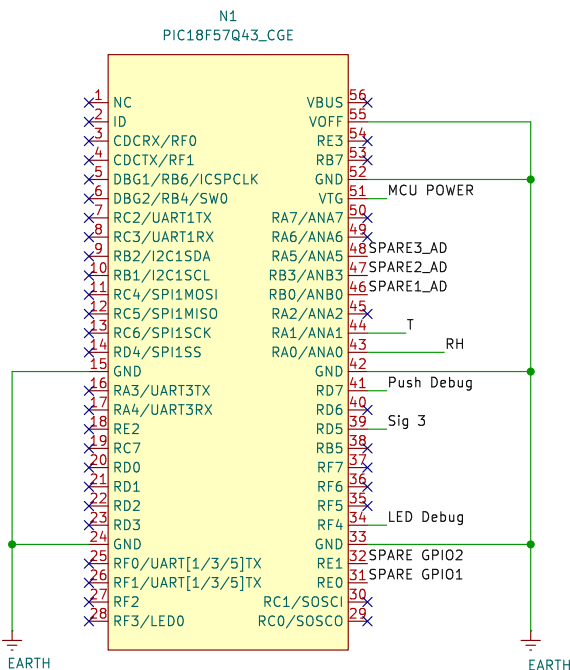 N1
PIC18F57Q43_CGE
1 NC VBUS 56
2 ID VOFF 55
3 CDCRX/RF0 RE3 54
4 CDCTX/RF1 RB7 53
5 DBG1/RB6/ICSPCLK GND 52
6 DBG2/RB4/SW0 VTG 51 MCU POWER
7 RC2/UART1TX RA7/ANA7 50
8 RC3/UART1RX RA6/ANA6 49
9 RB2/I2C1SDA RA5/ANA5 48 SPARE3_AD
10 RB1/I2C1SCL RB3/ANB3 47 SPARE2_AD
11 RC4/SPI1MOSI RB0/ANB0 46 SPARE1_AD
12 RC5/SPI1MISO RA2/ANA2 45
13 RC6/SPI1SCK RA1/ANA1 44 T
14 RD4/SPI1SS RA0/ANA0 43 RH
15 GND GND 42
16 RA3/UART3TX RD7 41 Push Debug
17 RA4/UART3RX RD6 40
18 RE2 RD5 39 Sig 3
19 RC7 RB5 38
20 RD0 RF7 37
21 RD1 RF6 36
22 RD2 RF5 35
23 RD3 RF4 34 LED Debug
24 GND GND 33
25 RF0/UART[1/3/5]TX RE1 32 SPARE GPIO2
26 RF1/UART[1/3/5]TX RE0 31 SPARE GPIO1
27 RF2 RC1/SOSCI 30
28 RF3/LED0 RC0/SOSCO 29
EARTH EARTH